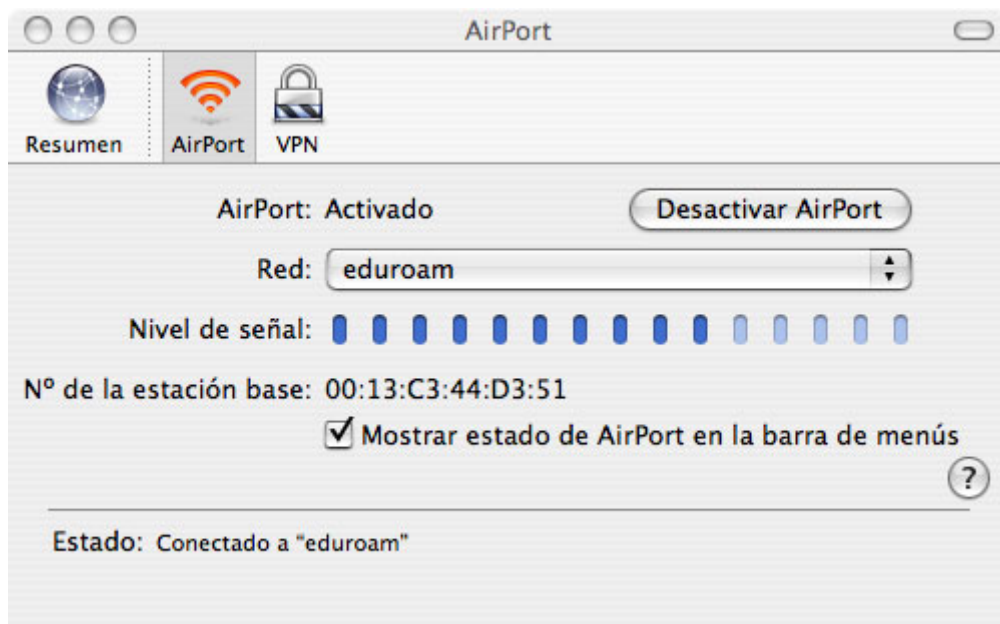 AirPort
Resumen AirPort VPN
AirPort: Activado Desactivar AirPort
Red: eduroam
Nivel de señal:
Nº de la estación base: 00:13:C3:44:D3:51
Mostrar estado de AirPort en la barra de menús
?
Estado: Conectado a “eduroam”